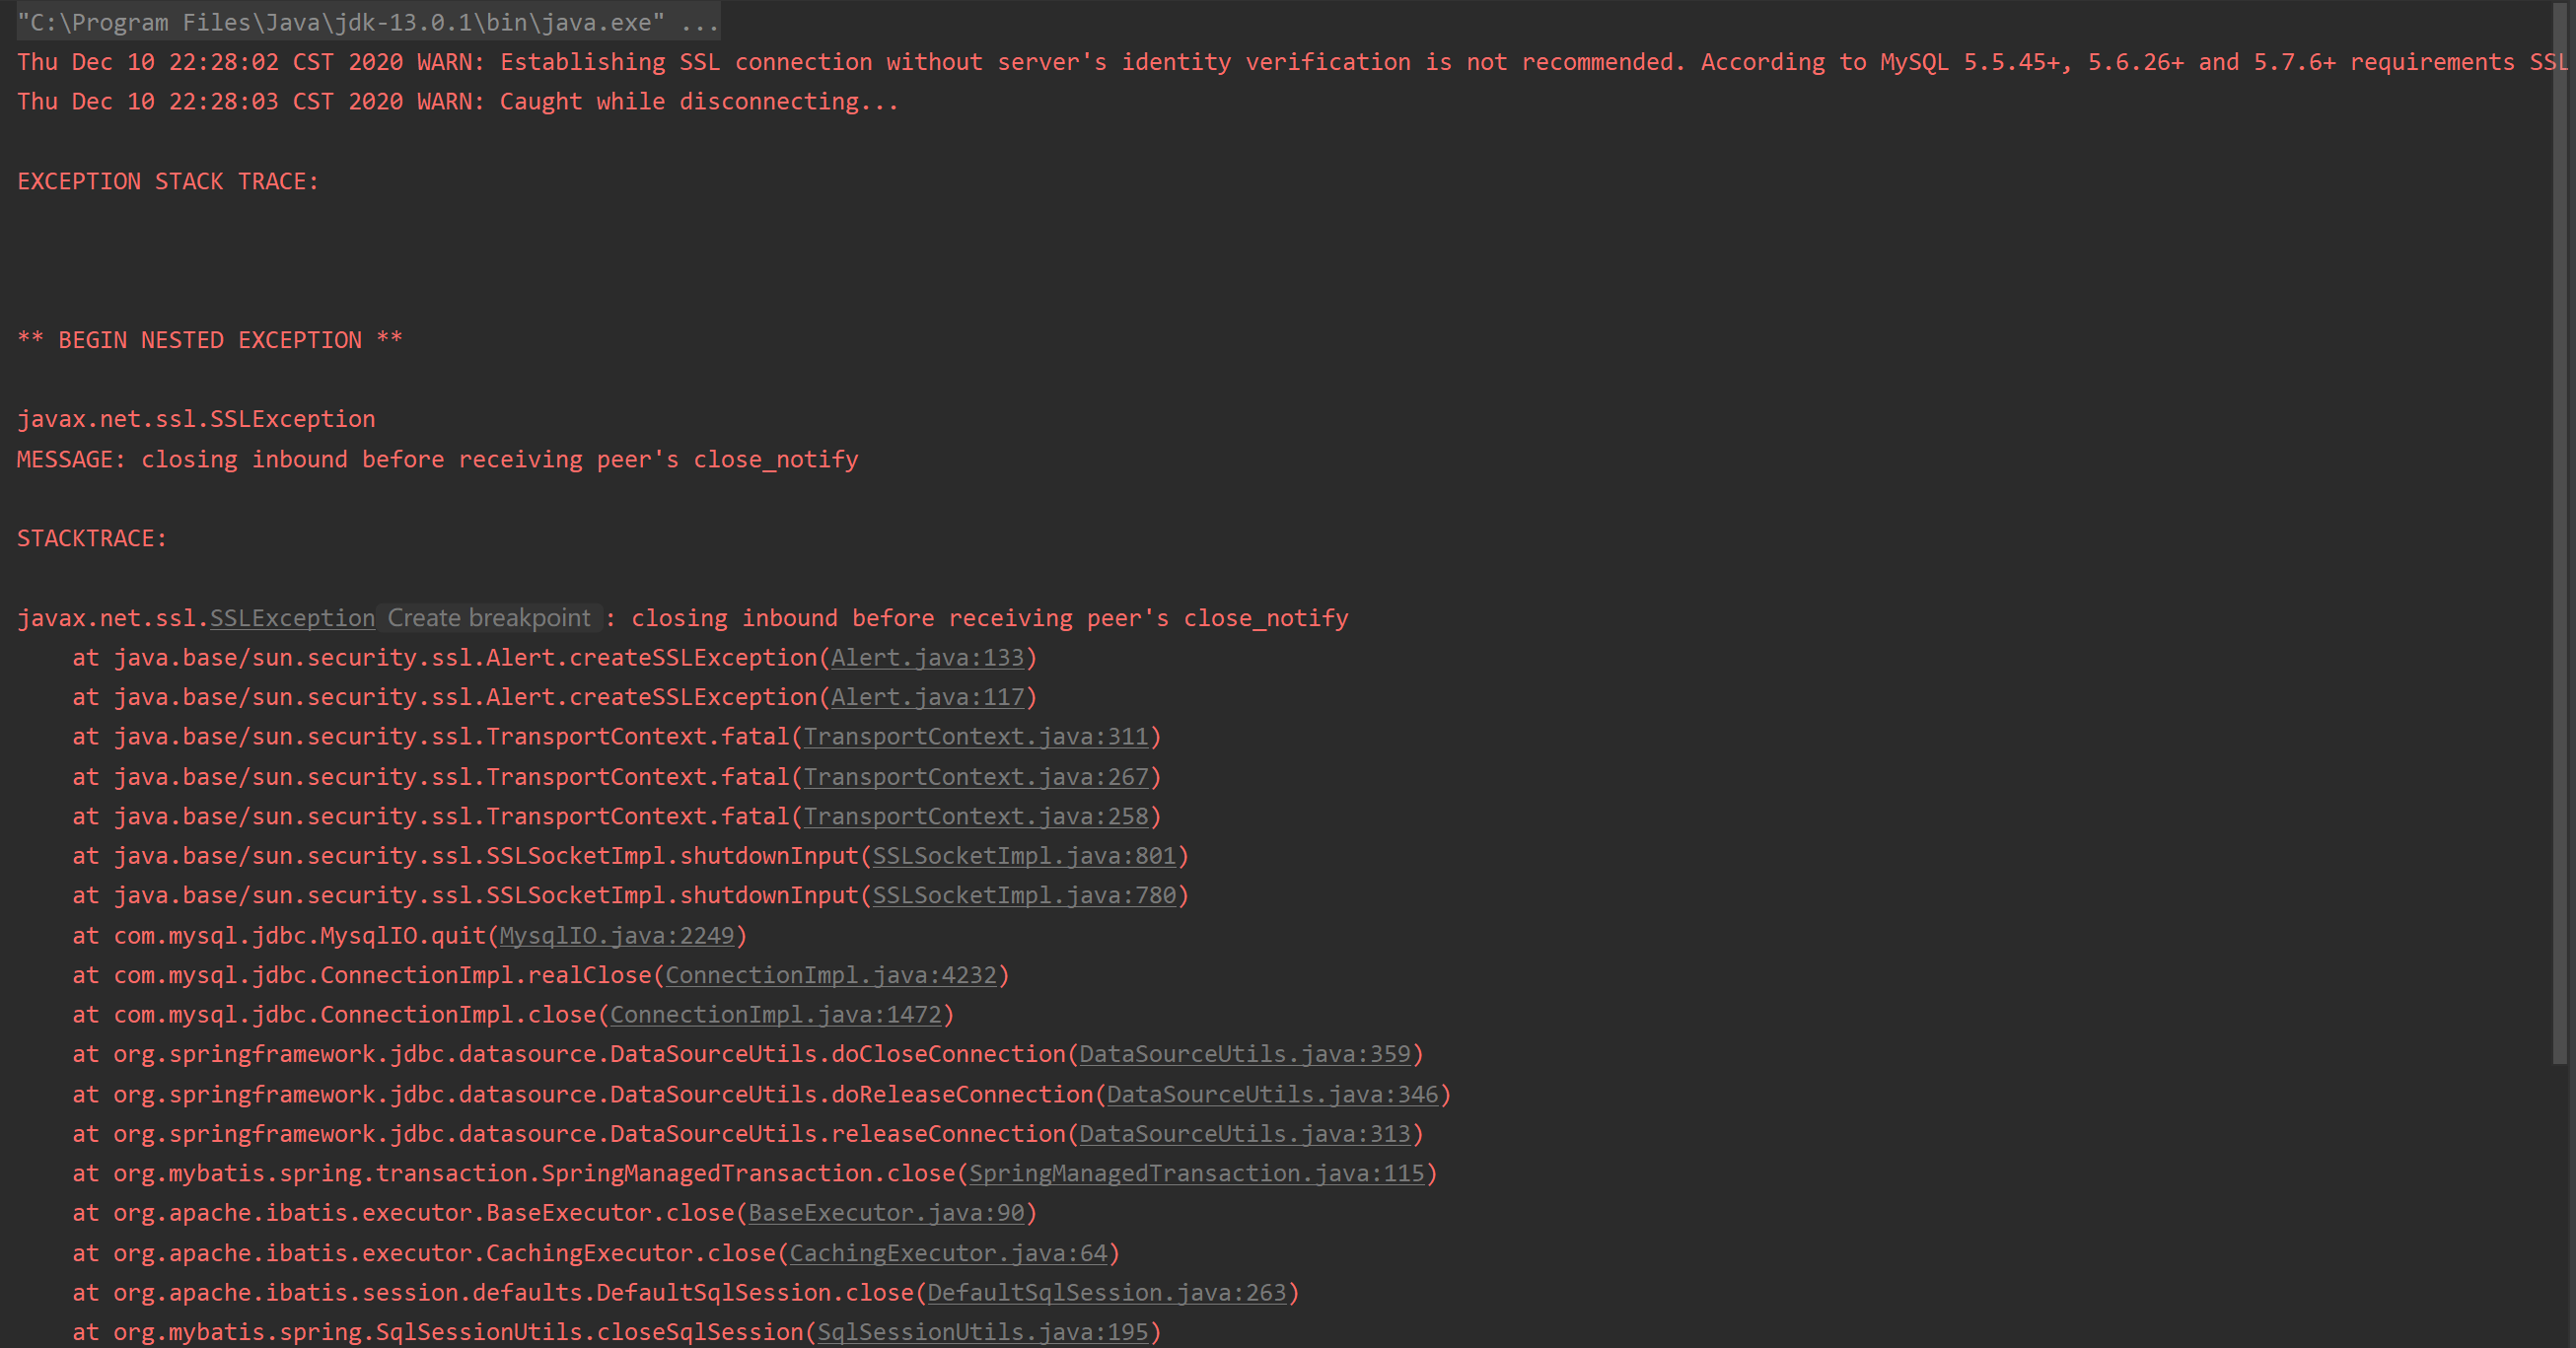 "C:\Program Files\Java\jdk-13.0.1\bin\java.exe" ...
Thu Dec 10 22:28:02 CST 2020 WARN: Establishing SSL connection without server's identity verification is not recommended. According to MySQL 5.5.45+, 5.6.26+ and 5.7.6+ requirements SSL
Thu Dec 10 22:28:03 CST 2020 WARN: Caught while disconnecting...
EXCEPTION STACK TRACE:
** BEGIN NESTED EXCEPTION **
javax.net.ssl.SSLException
MESSAGE: closing inbound before receiving peer's close_notify
STACKTRACE:
javax.net.ssl.SSLException Create breakpoint : closing inbound before receiving peer's close_notify
at java.base/sun.security.ssl.Alert.createSSLException(Alert.java:133)
at java.base/sun.security.ssl.Alert.createSSLException(Alert.java:117)
at java.base/sun.security.ssl.TransportContext.fatal(TransportContext.java:311)
at java.base/sun.security.ssl.TransportContext.fatal(TransportContext.java:267)
at java.base/sun.security.ssl.TransportContext.fatal(TransportContext.java:258)
at java.base/sun.security.ssl.SSLSocketImpl.shutdownInput(SSLSocketImpl.java:801)
at java.base/sun.security.ssl.SSLSocketImpl.shutdownInput(SSLSocketImpl.java:780)
at com.mysql.jdbc.MysqlIO.quit(MysqlIO.java:2249)
at com.mysql.jdbc.ConnectionImpl.realClose(ConnectionImpl.java:4232)
at com.mysql.jdbc.ConnectionImpl.close(ConnectionImpl.java:1472)
at org.springframework.jdbc.datasource.DataSourceUtils.doCloseConnection(DataSourceUtils.java:359)
at org.springframework.jdbc.datasource.DataSourceUtils.doReleaseConnection(DataSourceUtils.java:346)
at org.springframework.jdbc.datasource.DataSourceUtils.releaseConnection(DataSourceUtils.java:313)
at org.mybatis.spring.transaction.SpringManagedTransaction.close(SpringManagedTransaction.java:115)
at org.apache.ibatis.executor.BaseExecutor.close(BaseExecutor.java:90)
at org.apache.ibatis.executor.CachingExecutor.close(CachingExecutor.java:64)
at org.apache.ibatis.session.defaults.DefaultSqlSession.close(DefaultSqlSession.java:263)
at org.mybatis.spring.SqlSessionUtils.closeSqlSession(SqlSessionUtils.java:195)